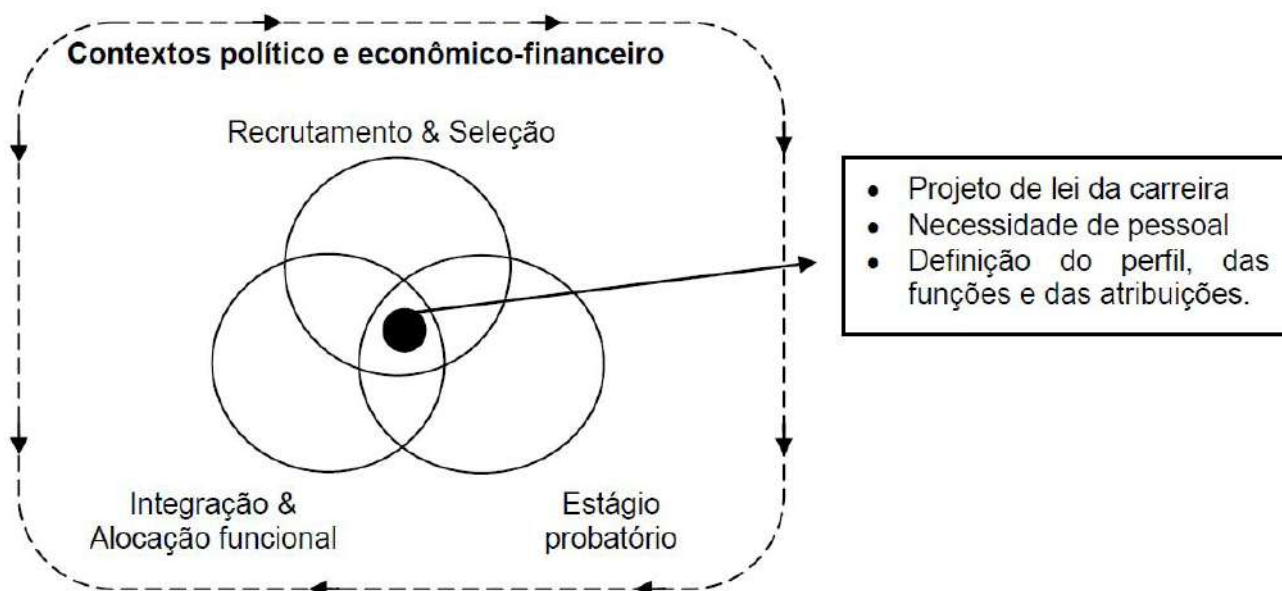 Contextos político e econômico-financeiro
Recrutamento & Seleção
• Projeto de lei da carreira
• Necessidade de pessoal
• Definição do perfil, das
funções e das atribuições.
Integração &
Alocação funcional
Estágio
probatório